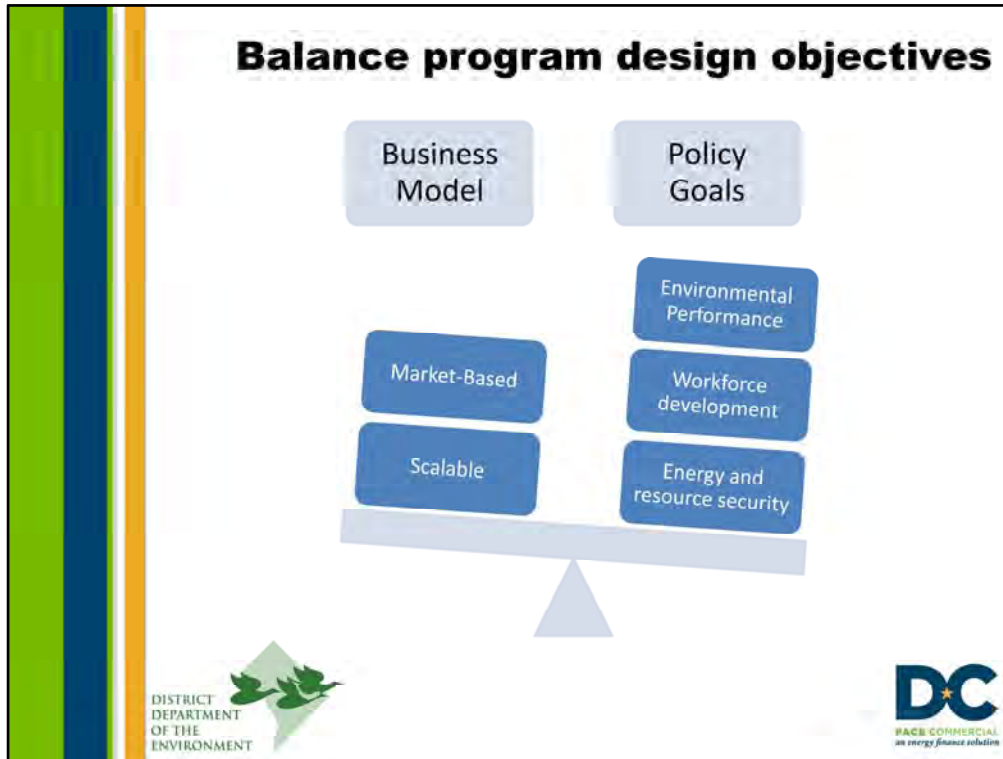 Balance program design objectives
Business
Model
Policy
Goals
Market-Based
Scalable
Environmental
Performance
Workforce
development
Energy and
resource security
DISTRICT
DEPARTMENT
OF THE
ENVIRONMENT
DC
PACE COMMERCIAL
an energy finance solution